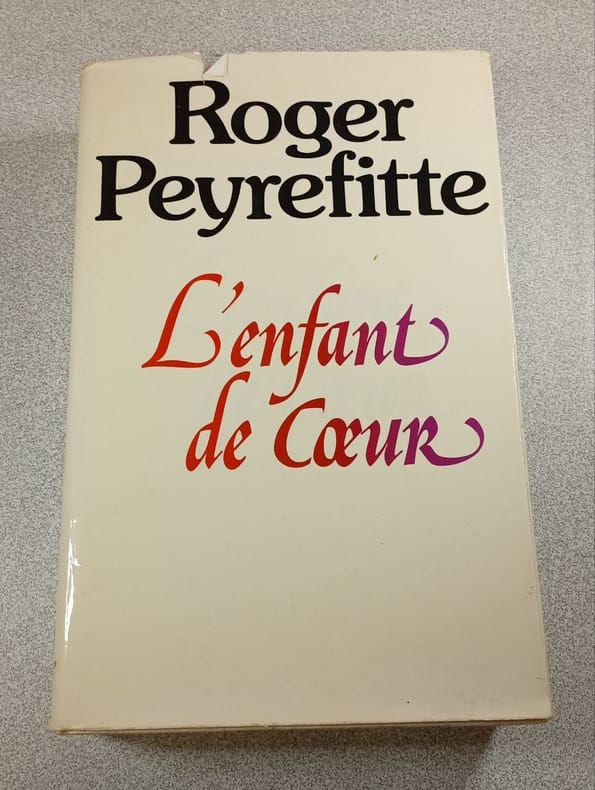 Roger
Peyrefitte
L'enfant
de Cœur